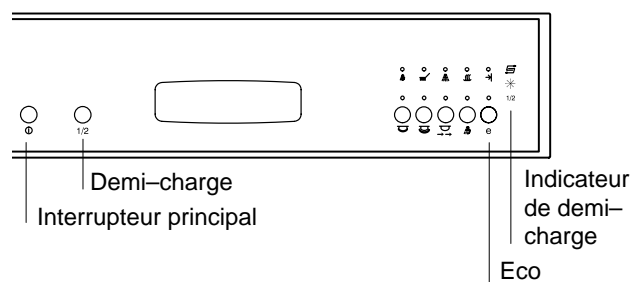 1/2
1/2
e
Demi–charge
Interrupteur principal
Indicateur
de demi–
charge
Eco